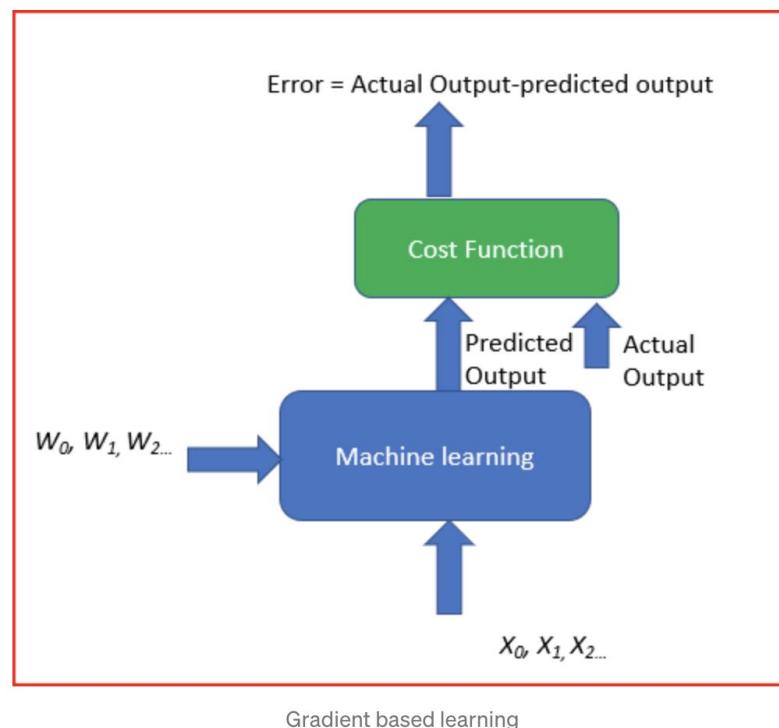 Error = Actual Output-predicted output
Cost Function
Predicted
Output
Actual
Output
W₀, W₁, W₂...
Machine learning
X₀, X₁, X₂...
Gradient based learning